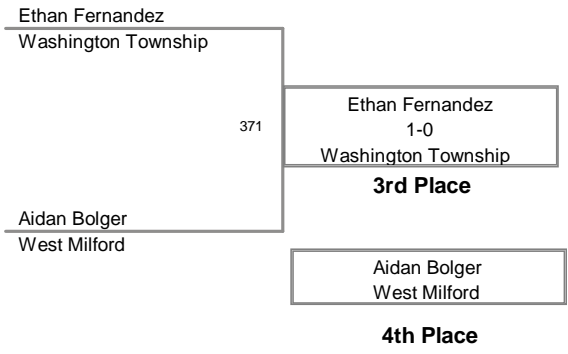 Ethan Fernandez
Washington Township
371
Ethan Fernandez
1-0
Washington Township
3rd Place
Aidan Bolger
West Milford
Aidan Bolger
West Milford
4th Place